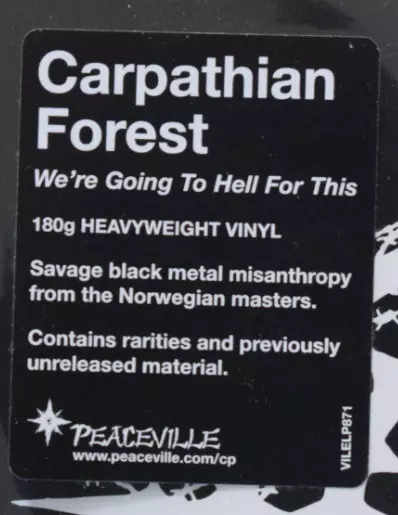 Carpathian
Forest
We're Going To Hell For This
180g HEAVYWEIGHT VINYL
Savage black metal misanthropy
from the Norwegian masters.
Contains rarities and previously
unreleased material.
PEACEVILLE
www.peaceville.com/cp
VILELP871